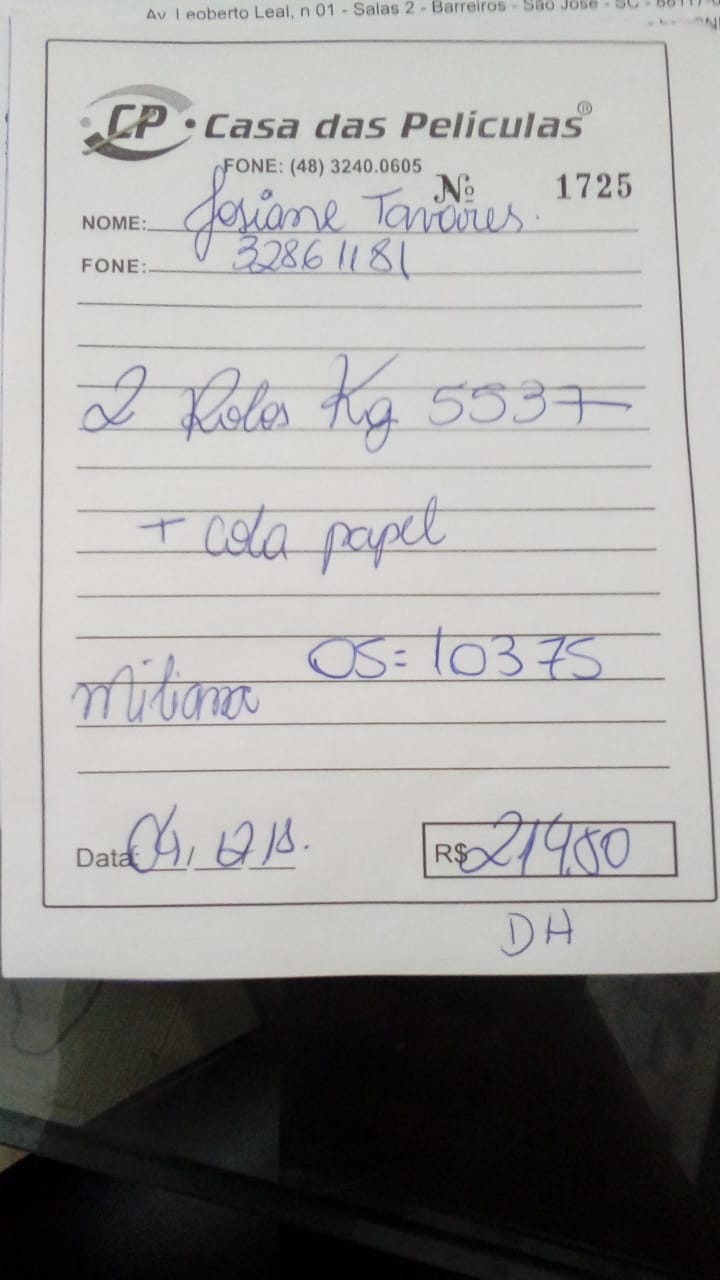 Av Leoberto Leal, n 01 - Salas 2 - Barreiros - São José - SC -
CP • Casa das Peliculas®
FONE: (48) 3240.0605
Nº 1725
NOME: Josiane Tavares.
FONE: 32861181
2 Rolos Kg 5537
+ cola papel
OS= 10375
miliana
Data: 04/12/18.
R$ 214,80
DH